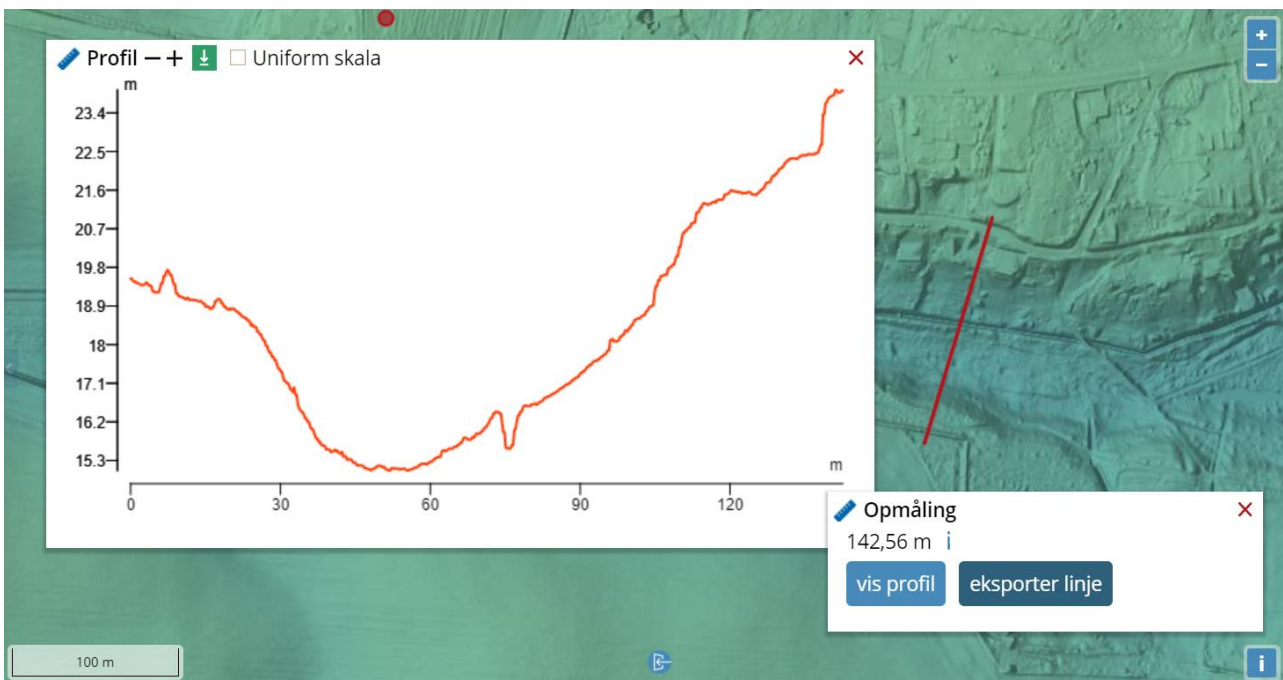 +
−
Profil − + Uniform skala
m
23.4
22.5
21.6
20.7
19.8
18.9
18
17.1
16.2
15.3
m
0 30 60 90 120
Opmåling
142,56 m i
vis profil eksporter linje
100 m
i